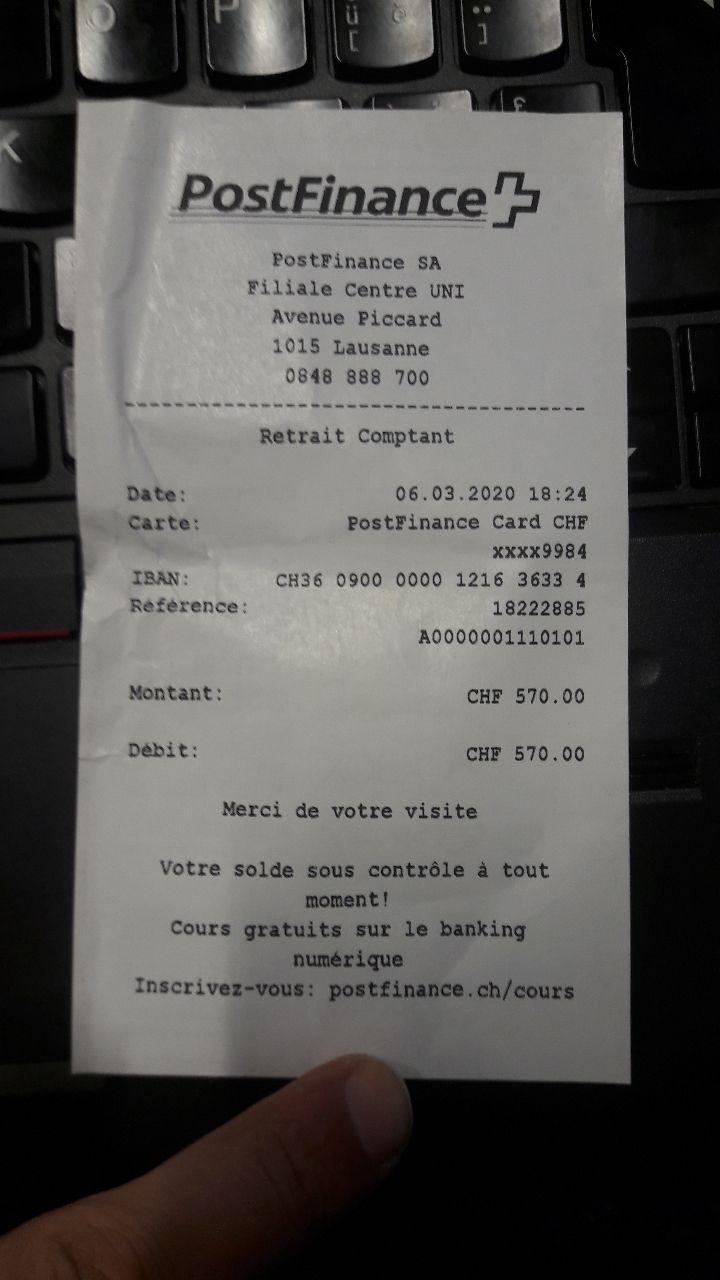 O
P
ü è
[
¨
]
£
K
PostFinance
PostFinance SA
Filiale Centre UNI
Avenue Piccard
1015 Lausanne
0848 888 700
------------------------------------
Retrait Comptant
Date: 06.03.2020 18:24
Carte: PostFinance Card CHF
xxxx9984
IBAN: CH36 0900 0000 1216 3633 4
Référence: 18222885
A0000001110101
Montant: CHF 570.00
Débit: CHF 570.00
Merci de votre visite
Votre solde sous contrôle à tout
moment!
Cours gratuits sur le banking
numérique
Inscrivez-vous: postfinance.ch/cours